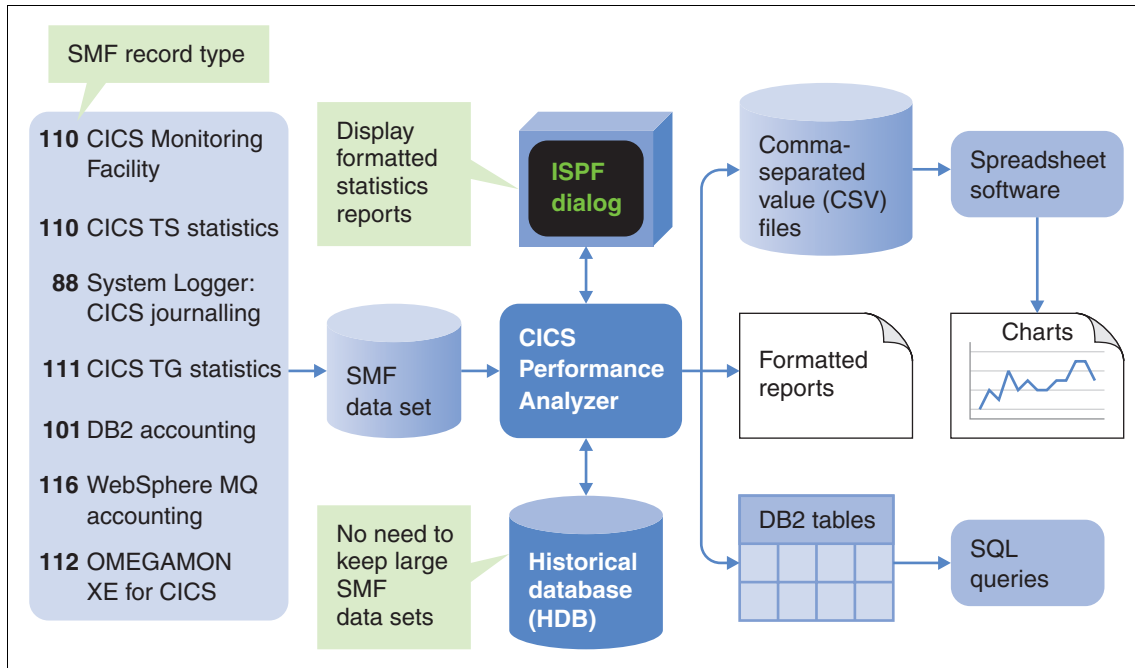 SMF record type
110 CICS Monitoring
Facility
110 CICS TS statistics
88 System Logger:
CICS journalling
111 CICS TG statistics
101 DB2 accounting
116 WebSphere MQ
accounting
112 OMEGAMON
XE for CICS
SMF
data set
Display
formatted
statistics
reports
ISPF
dialog
CICS
Performance
Analyzer
No need to
keep large
SMF
data sets
Historical
database
(HDB)
Comma-
separated
value (CSV)
files
Spreadsheet
software
Formatted
reports
Charts
DB2 tables
SQL
queries